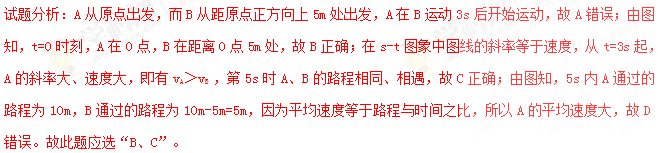 试题分析：A从原点出发，而B从距原点正方向上5m处出发，A在B运动3s后开始运动，故A错误；由图
知，t=0时刻，A在0点，B在距离0点5m处，故B正确；在s-t图象中图线的斜率等于速度，从t=3s起，
A的斜率大、速度大，即有vA＞vB，第5s时A、B的路程相同、相遇，故C正确；由图知，5s内A通过的
路程为10m，B通过的路程为10m-5m=5m，因为平均速度等于路程与时间之比，所以A的平均速度大，故D
错误。故此题应选“B、C”。